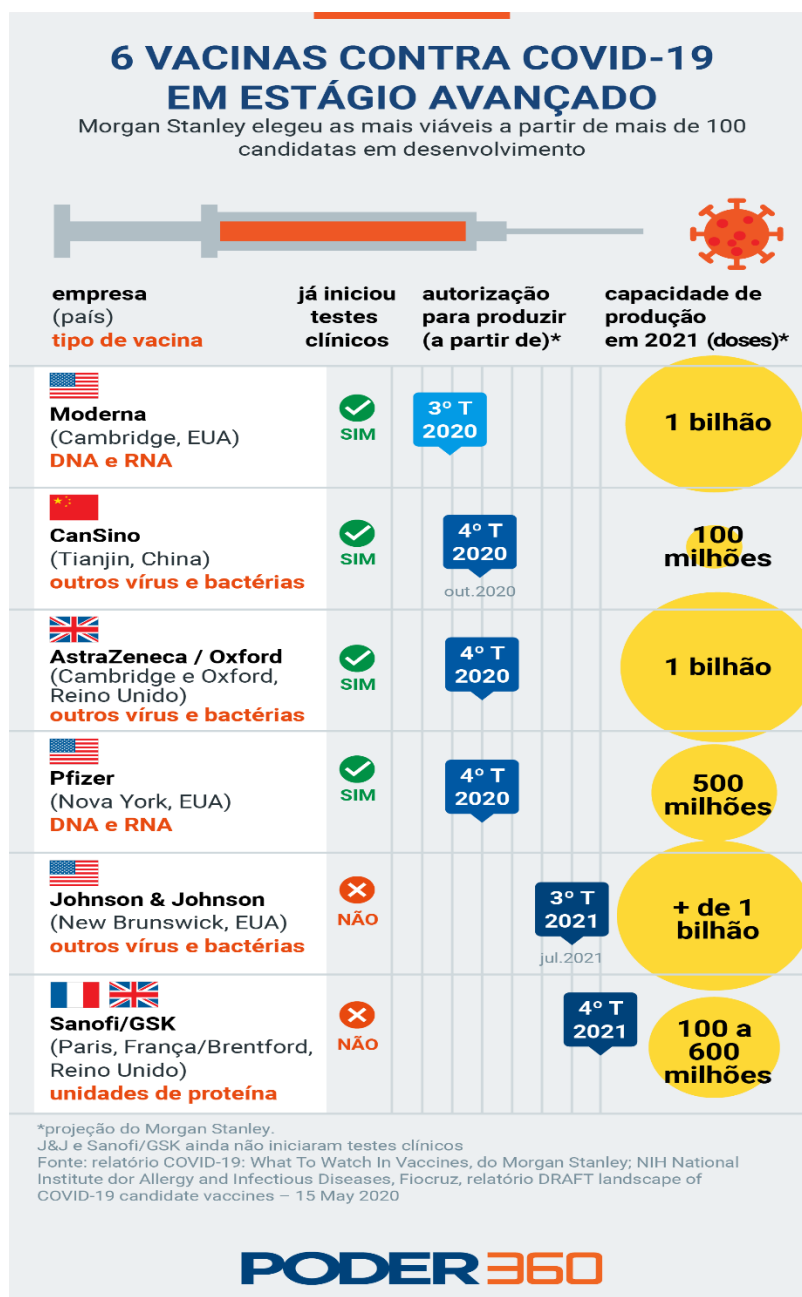 6 VACINAS CONTRA COVID-19
EM ESTÁGIO AVANÇADO
Morgan Stanley elegeu as mais viáveis a partir de mais de 100
candidatas em desenvolvimento
empresa
(país)
tipo de vacina
já iniciou
testes
clínicos
autorização
para produzir
(a partir de)*
capacidade de
produção
em 2021 (doses)*
Moderna
(Cambridge, EUA)
DNA e RNA
SIM
3º T
2020
1 bilhão
CanSino
(Tianjin, China)
outros vírus e bactérias
SIM
4º T
2020
out.2020
100
milhões
AstraZeneca / Oxford
(Cambridge e Oxford,
Reino Unido)
outros vírus e bactérias
SIM
4º T
2020
1 bilhão
Pfizer
(Nova York, EUA)
DNA e RNA
SIM
4º T
2020
500
milhões
Johnson & Johnson
(New Brunswick, EUA)
outros vírus e bactérias
NÃO
3º T
2021
jul.2021
+ de 1
bilhão
Sanofi/GSK
(Paris, França/Brentford,
Reino Unido)
unidades de proteína
NÃO
4º T
2021
100 a
600
milhões
*projeção do Morgan Stanley.
J&J e Sanofi/GSK ainda não iniciaram testes clínicos
Fonte: relatório COVID-19: What To Watch In Vaccines, do Morgan Stanley; NIH National
Institute dor Allergy and Infectious Diseases, Fiocruz, relatório DRAFT landscape of
COVID-19 candidate vaccines – 15 May 2020
PODER360